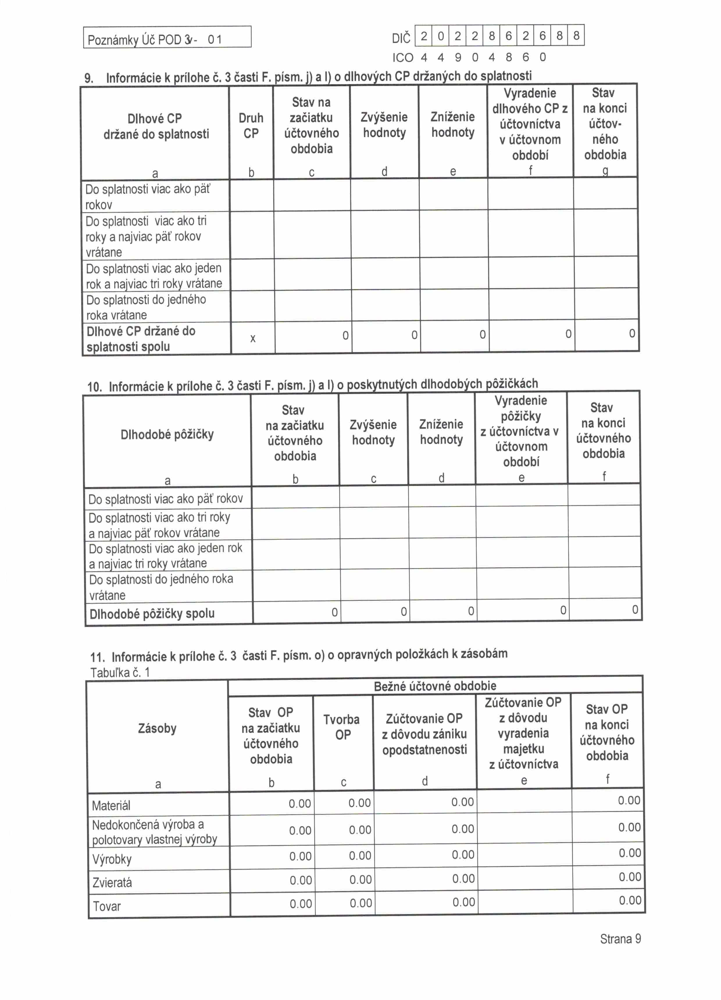 Poznámky Úč POD 3v- 01
DIČ 2 0 2 2 8 6 2 6 8 8
ICO 4 4 9 0 4 8 6 0
9. Informácie k prílohe č. 3 časti F. písm. j) a l) o dlhových CP držaných do splatnosti
Dlhové CP
držané do splatnosti
a
Druh
CP
b
Stav na
začiatku
účtovného
obdobia
c
Zvýšenie
hodnoty
d
Zníženie
hodnoty
e
Vyradenie
dlhového CP z
účtovníctva
v účtovnom
období
f
Stav
na konci
účtov-
ného
obdobia
g
Do splatnosti viac ako päť
rokov
Do splatnosti viac ako tri
roky a najviac päť rokov
vrátane
Do splatnosti viac ako jeden
rok a najviac tri roky vrátane
Do splatnosti do jedného
roka vrátane
Dlhové CP držané do
splatnosti spolu
x 0 0 0 0 0
10. Informácie k prílohe č. 3 časti F. písm. j) a l) o poskytnutých dlhodobých pôžičkách
Dlhodobé pôžičky
a
Stav
na začiatku
účtovného
obdobia
b
Zvýšenie
hodnoty
c
Zníženie
hodnoty
d
Vyradenie
pôžičky
z účtovníctva v
účtovnom
období
e
Stav
na konci
účtovného
obdobia
f
Do splatnosti viac ako päť rokov
Do splatnosti viac ako tri roky
a najviac päť rokov vrátane
Do splatnosti viac ako jeden rok
a najviac tri roky vrátane
Do splatnosti do jedného roka
vrátane
Dlhodobé pôžičky spolu 0 0 0 0 0
11. Informácie k prílohe č. 3 časti F. písm. o) o opravných položkách k zásobám
Tabuľka č. 1
Zásoby
a
Bežné účtovné obdobie
Stav OP
na začiatku
účtovného
obdobia
b
Tvorba
OP
c
Zúčtovanie OP
z dôvodu zániku
opodstatnenosti
d
Zúčtovanie OP
z dôvodu
vyradenia
majetku
z účtovníctva
e
Stav OP
na konci
účtovného
obdobia
f
Materiál 0.00 0.00 0.00 0.00
Nedokončená výroba a
polotovary vlastnej výroby
0.00 0.00 0.00 0.00
Výrobky 0.00 0.00 0.00 0.00
Zvieratá 0.00 0.00 0.00 0.00
Tovar 0.00 0.00 0.00 0.00
Strana 9